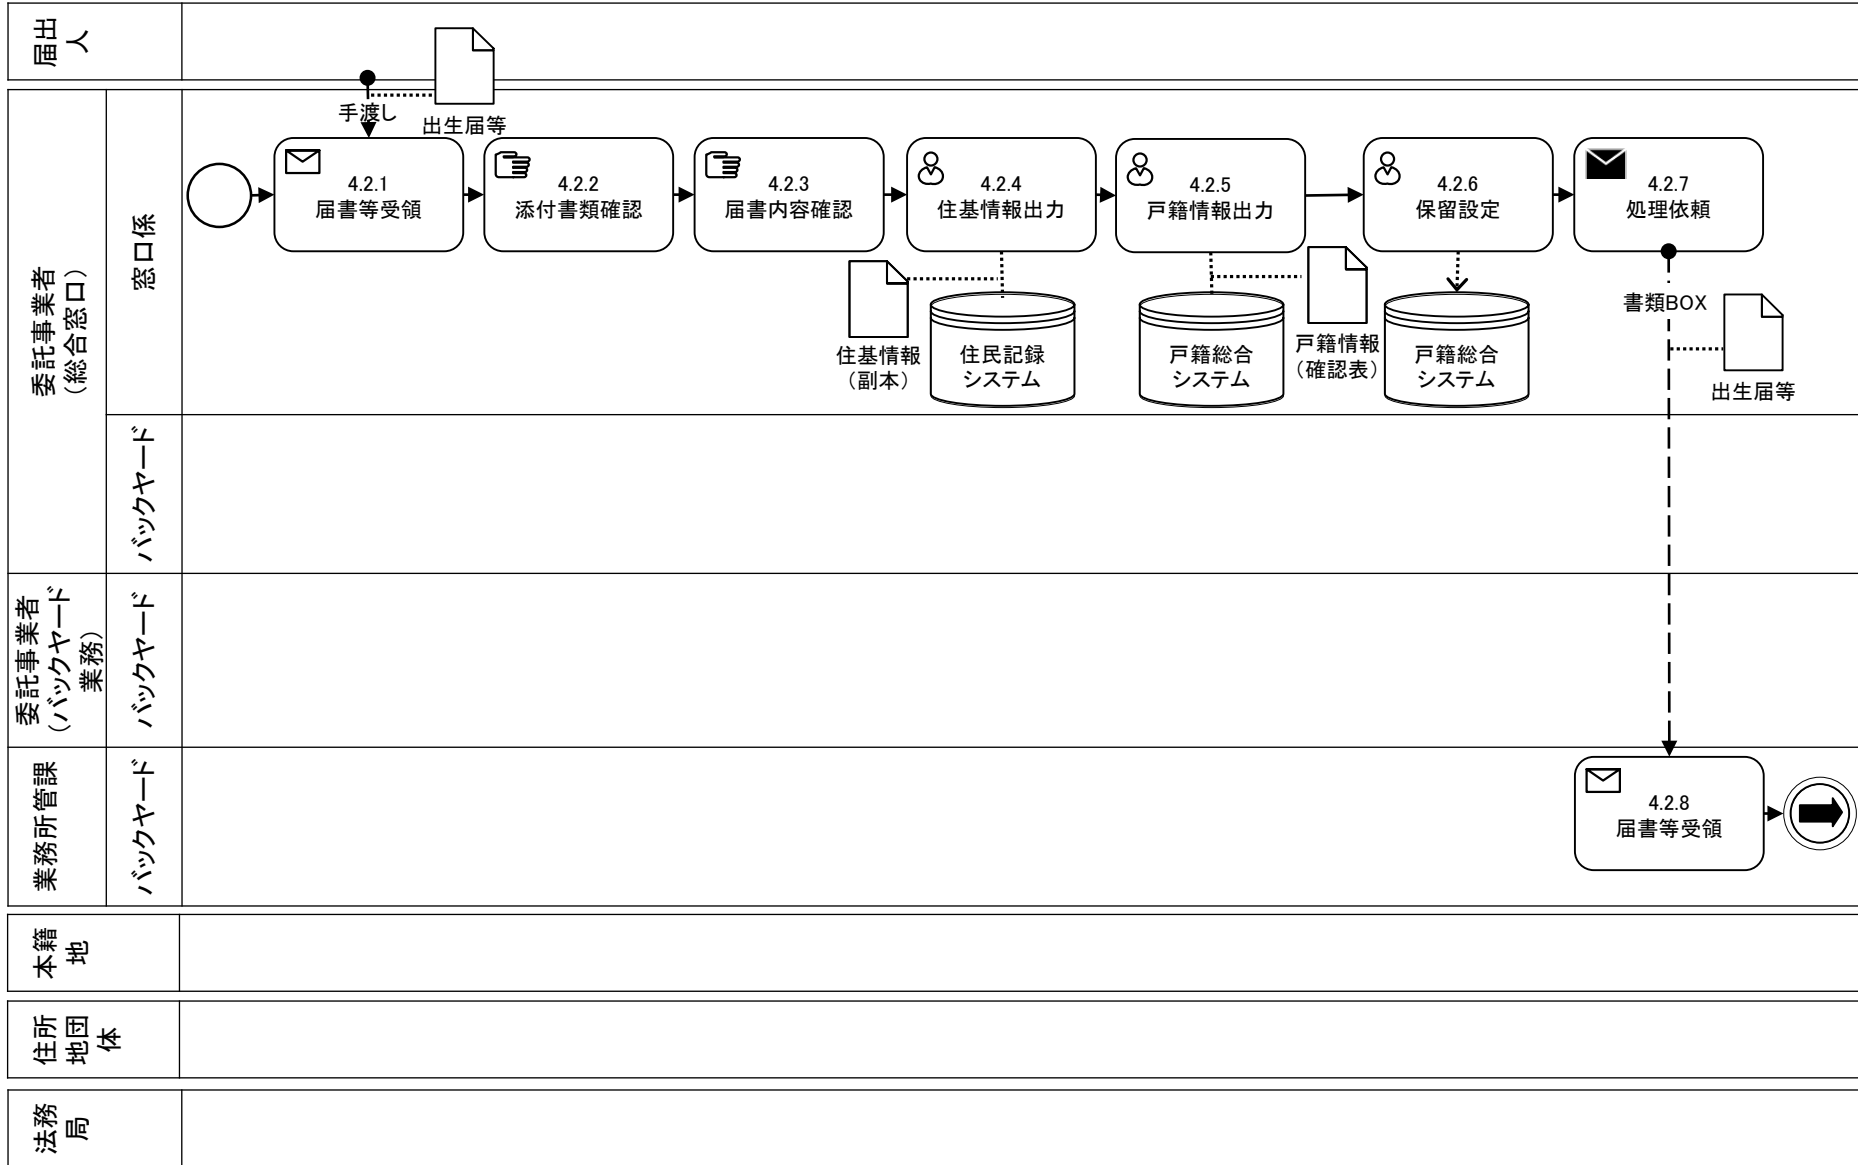 届出
人
手渡し
出生届等
委託事業者
（総合窓口）
窓口係
4.2.1
届書等受領
4.2.2
添付書類確認
4.2.3
届書内容確認
4.2.4
住基情報出力
4.2.5
戸籍情報出力
4.2.6
保留設定
4.2.7
処理依頼
住基情報
（副本）
住民記録
システム
戸籍総合
システム
戸籍情報
（確認表）
戸籍総合
システム
書類BOX
出生届等
バックヤード
委託事業者
（バックヤード
業務）
バックヤード
業務所管課
バックヤード
4.2.8
届書等受領
本籍
地
住所
地団
体
法務
局